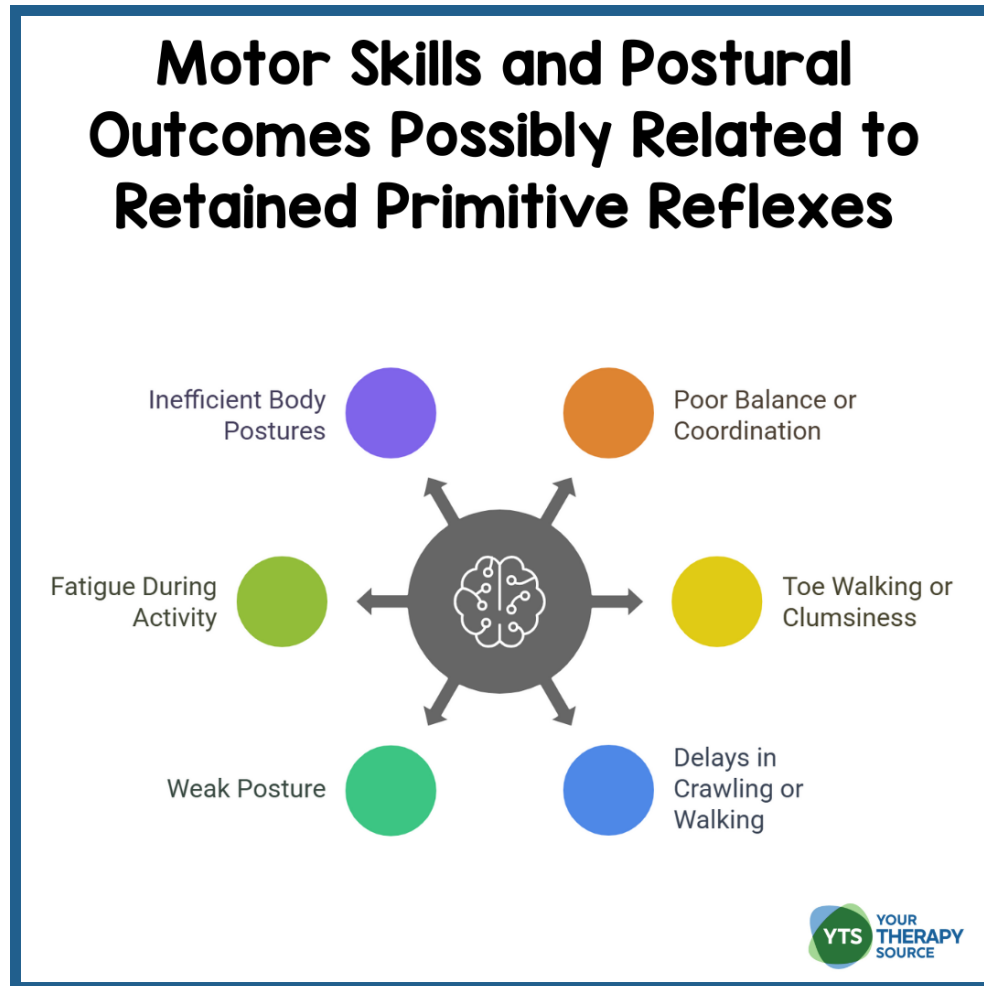 Motor Skills and Postural
Outcomes Possibly Related to
Retained Primitive Reflexes
Inefficient Body
Postures
Poor Balance or
Coordination
Fatigue During
Activity
Toe Walking or
Clumsiness
Weak Posture
Delays in
Crawling or
Walking
YTS
YOUR
THERAPY
SOURCE